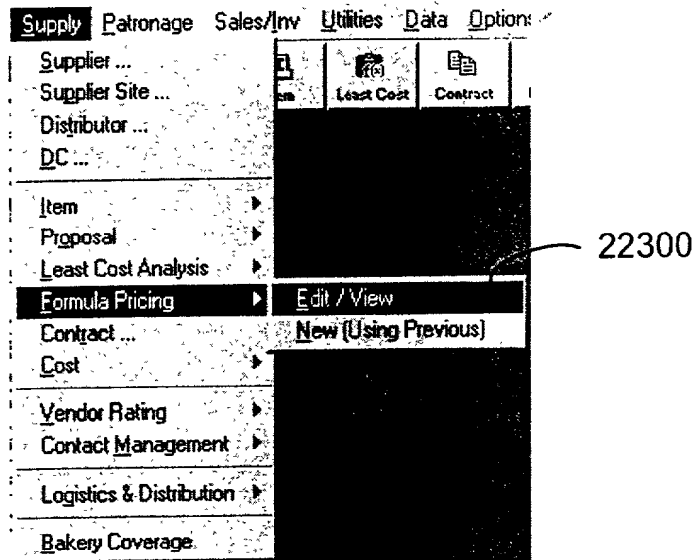 Supply Patronage Sales/Inv Utilities Data Options
Supplier ...
Supplier Site ...
Least Cost Contract
Distributor ...
DC ...
Item
Proposal
Least Cost Analysis
22300
Formula Pricing Edit / View
Contract ... New (Using Previous)
Cost
Vendor Rating
Contact Management
Logistics & Distribution
Bakery Coverage